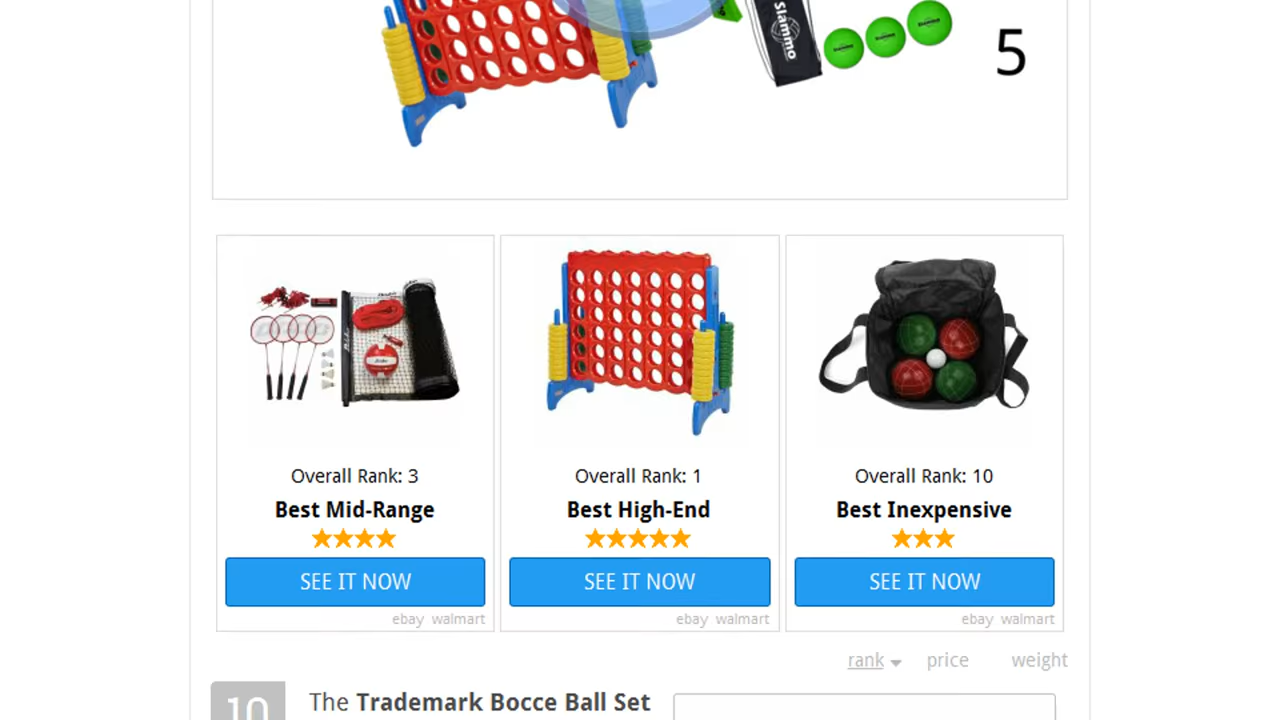 Slammo
5
Overall Rank: 3
Best Mid-Range
SEE IT NOW
ebay walmart
Overall Rank: 1
Best High-End
SEE IT NOW
ebay walmart
Overall Rank: 10
Best Inexpensive
SEE IT NOW
ebay walmart
rank price weight
10
The Trademark Bocce Ball Set